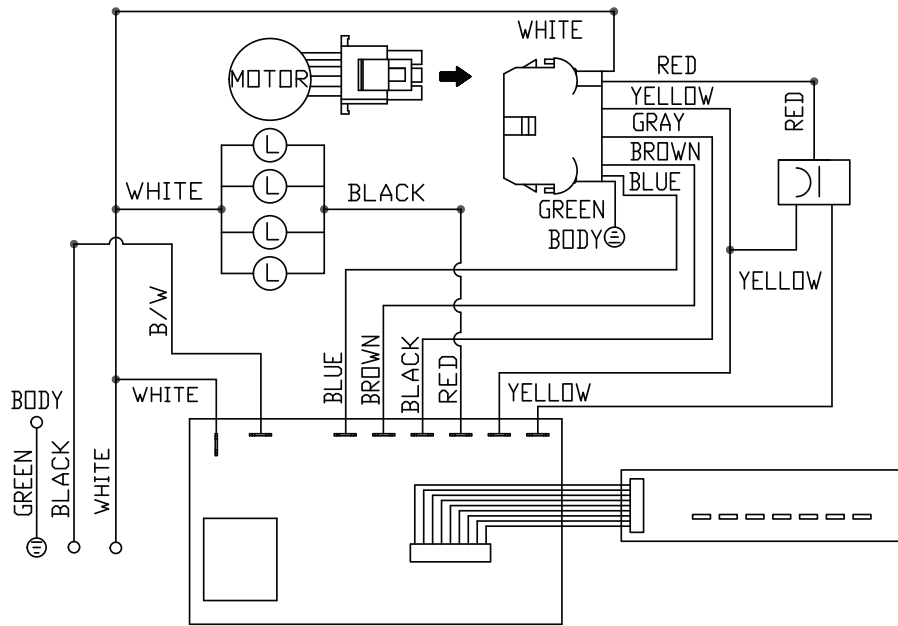 WHITE
RED
MOTOR
YELLOW
RED
GRAY
BROWN
L
WHITE
L
BLACK
BLUE
GREEN
L
BODY
L
YELLOW
B/W
BLUE
BROWN
BLACK
RED
WHITE
YELLOW
BODY
GREEN
BLACK
WHITE